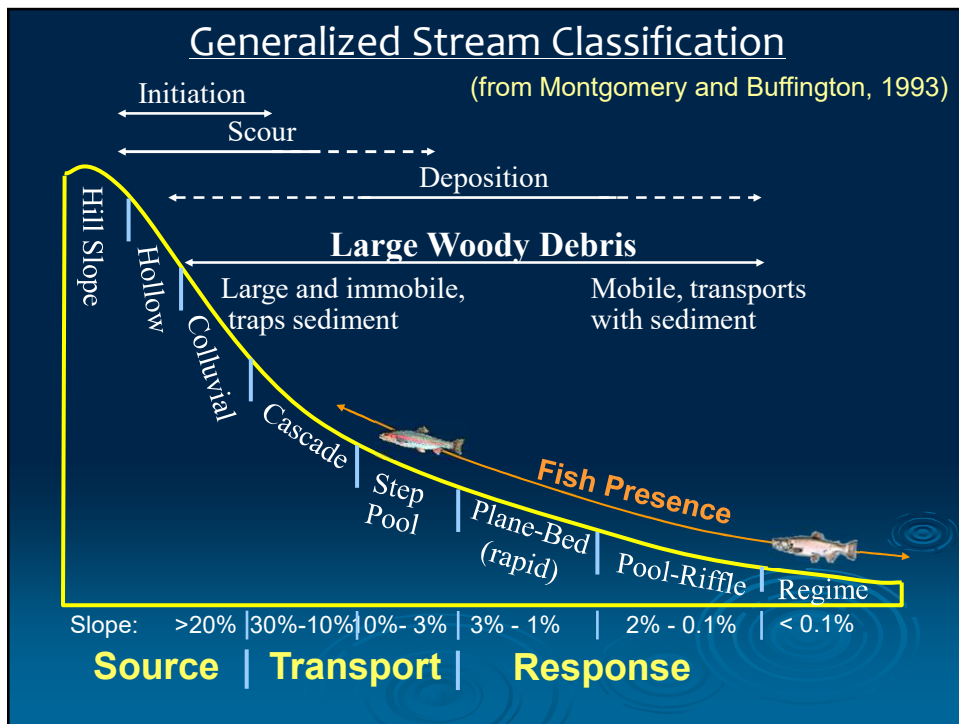 Generalized Stream Classification
(from Montgomery and Buffington, 1993)
Initiation
Scour
Deposition
Large Woody Debris
Large and immobile,
traps sediment
Mobile, transports
with sediment
Hill Slope
Hollow
Colluvial
Cascade
Step
Pool
Plane-Bed
(rapid)
Pool-Riffle
Regime
Fish Presence
Slope: >20% 30%-10% 10%- 3% 3% - 1% 2% - 0.1% < 0.1%
Source Transport Response